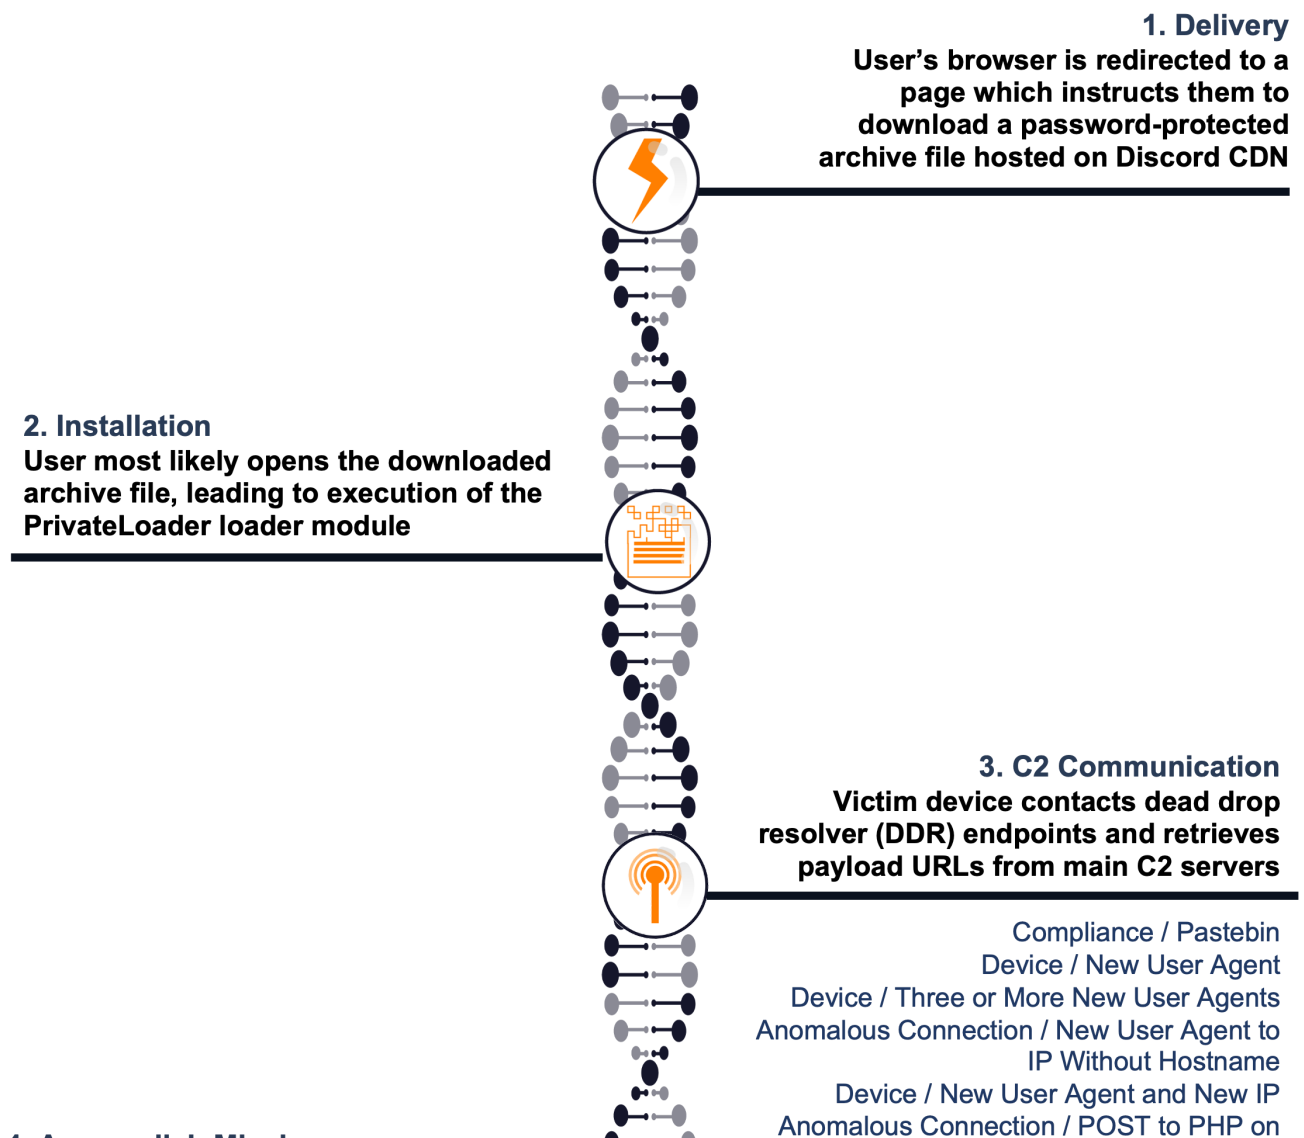 1. Delivery
User’s browser is redirected to a
page which instructs them to
download a password-protected
archive file hosted on Discord CDN
2. Installation
User most likely opens the downloaded
archive file, leading to execution of the
PrivateLoader loader module
3. C2 Communication
Victim device contacts dead drop
resolver (DDR) endpoints and retrieves
payload URLs from main C2 servers
Compliance / Pastebin
Device / New User Agent
Device / Three or More New User Agents
Anomalous Connection / New User Agent to
IP Without Hostname
Device / New User Agent and New IP
Anomalous Connection / POST to PHP on